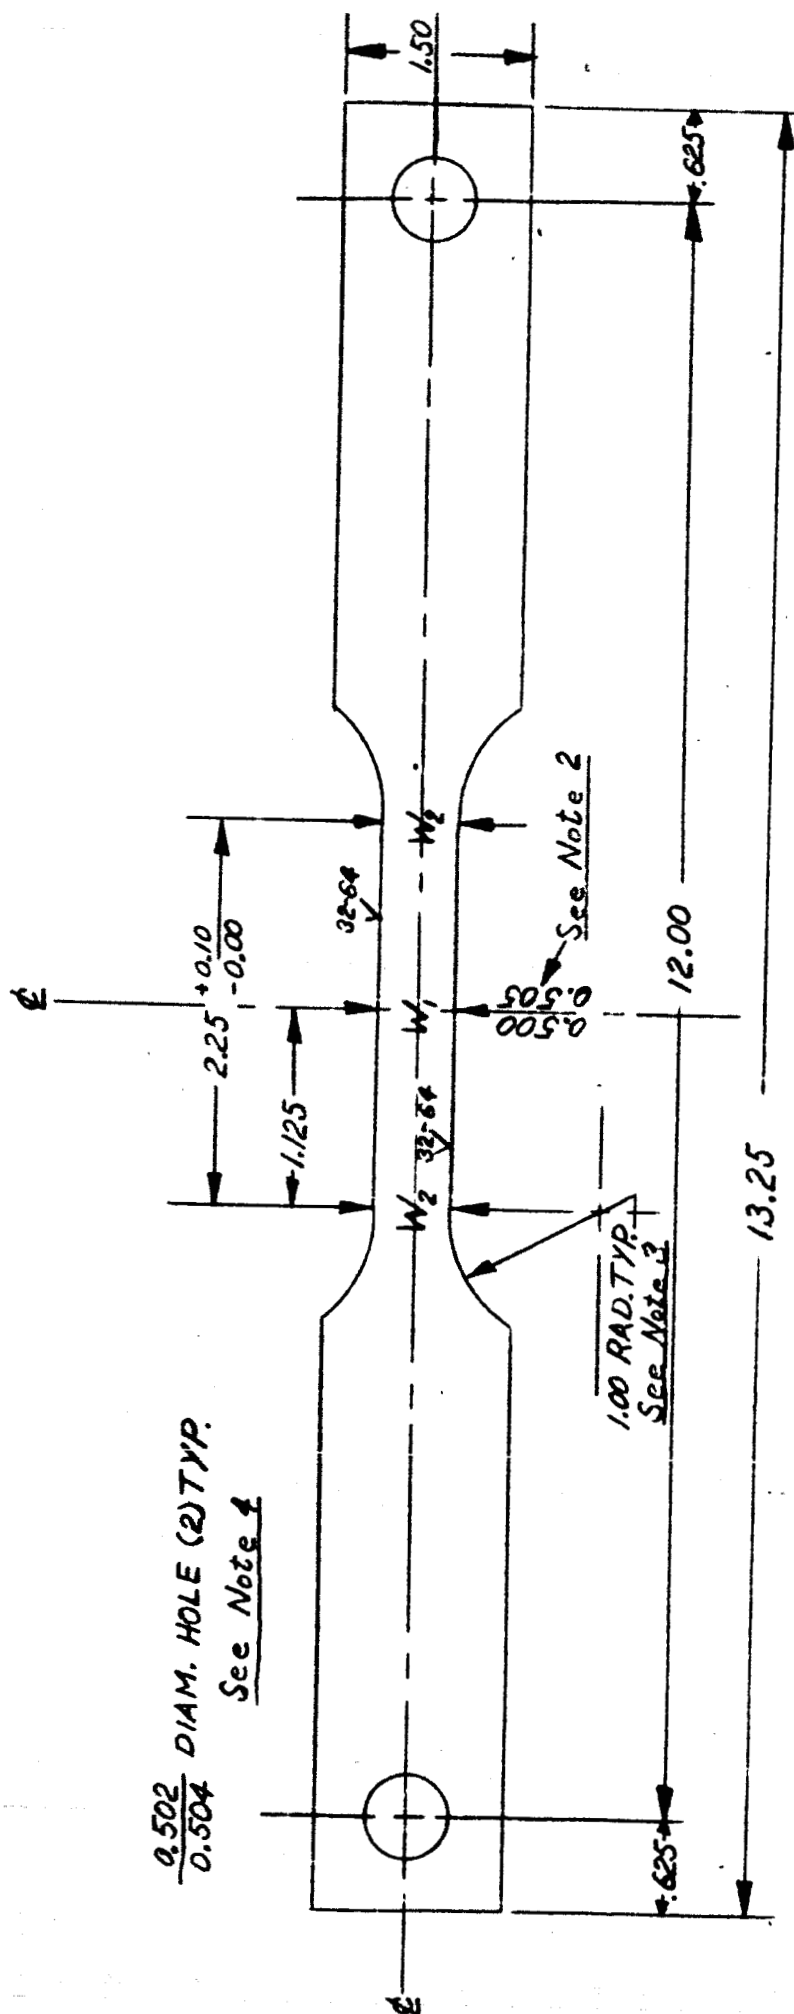 0.502
0.504 DIAM. HOLE (2) TYP.
See Note 4
℄
2.25 +0.10
-0.00
1.125
32-64
W2
W1
W2
32-64
0.500
0.505
See Note 2
1.00 RAD. TYP.
See Note 3
1.50
.625
12.00
.625
13.25
℄